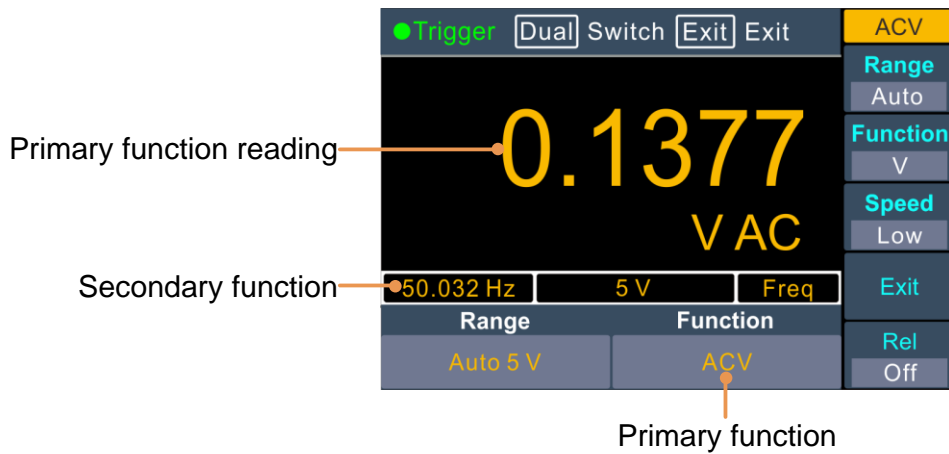 Trigger Dual Switch Exit Exit
ACV
Range
Auto
Function
V
Speed
Low
Exit
Rel
Off
Primary function reading
0.1377
V AC
Secondary function
50.032 Hz 5 V Freq
Range Function
Auto 5 V ACV
Primary function